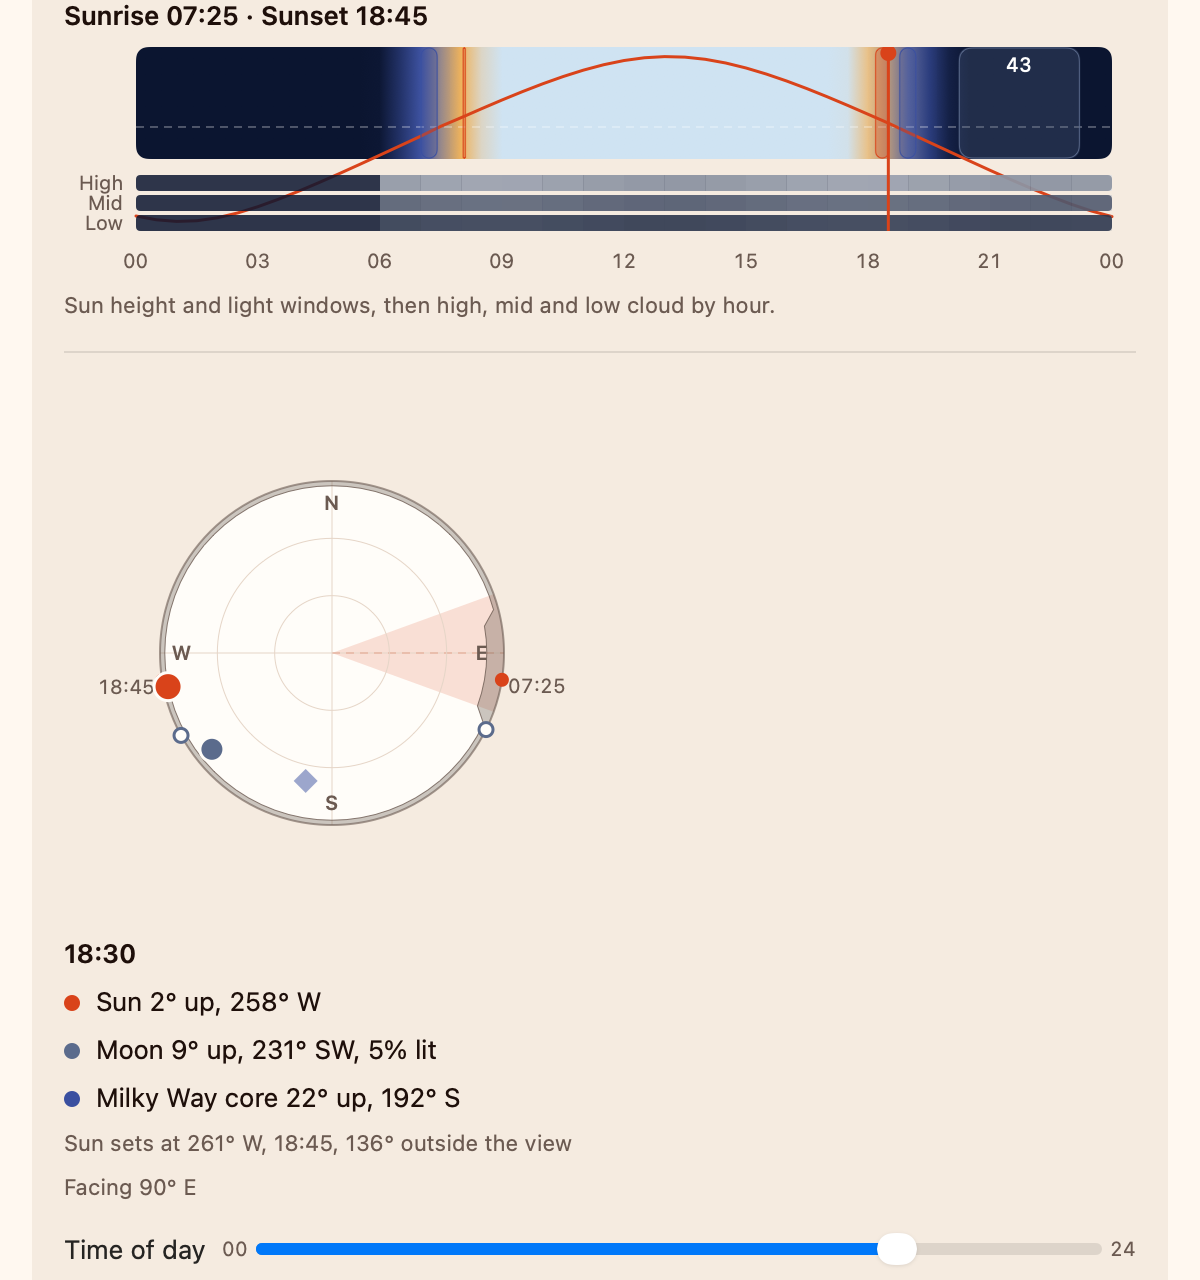 Sunrise 07:25 · Sunset 18:45
43
High
Mid
Low
00 03 06 09 12 15 18 21 00
Sun height and light windows, then high, mid and low cloud by hour.
N
W E
18:45 07:25
S
18:30
Sun 2° up, 258° W
Moon 9° up, 231° SW, 5% lit
Milky Way core 22° up, 192° S
Sun sets at 261° W, 18:45, 136° outside the view
Facing 90° E
Time of day 00 24